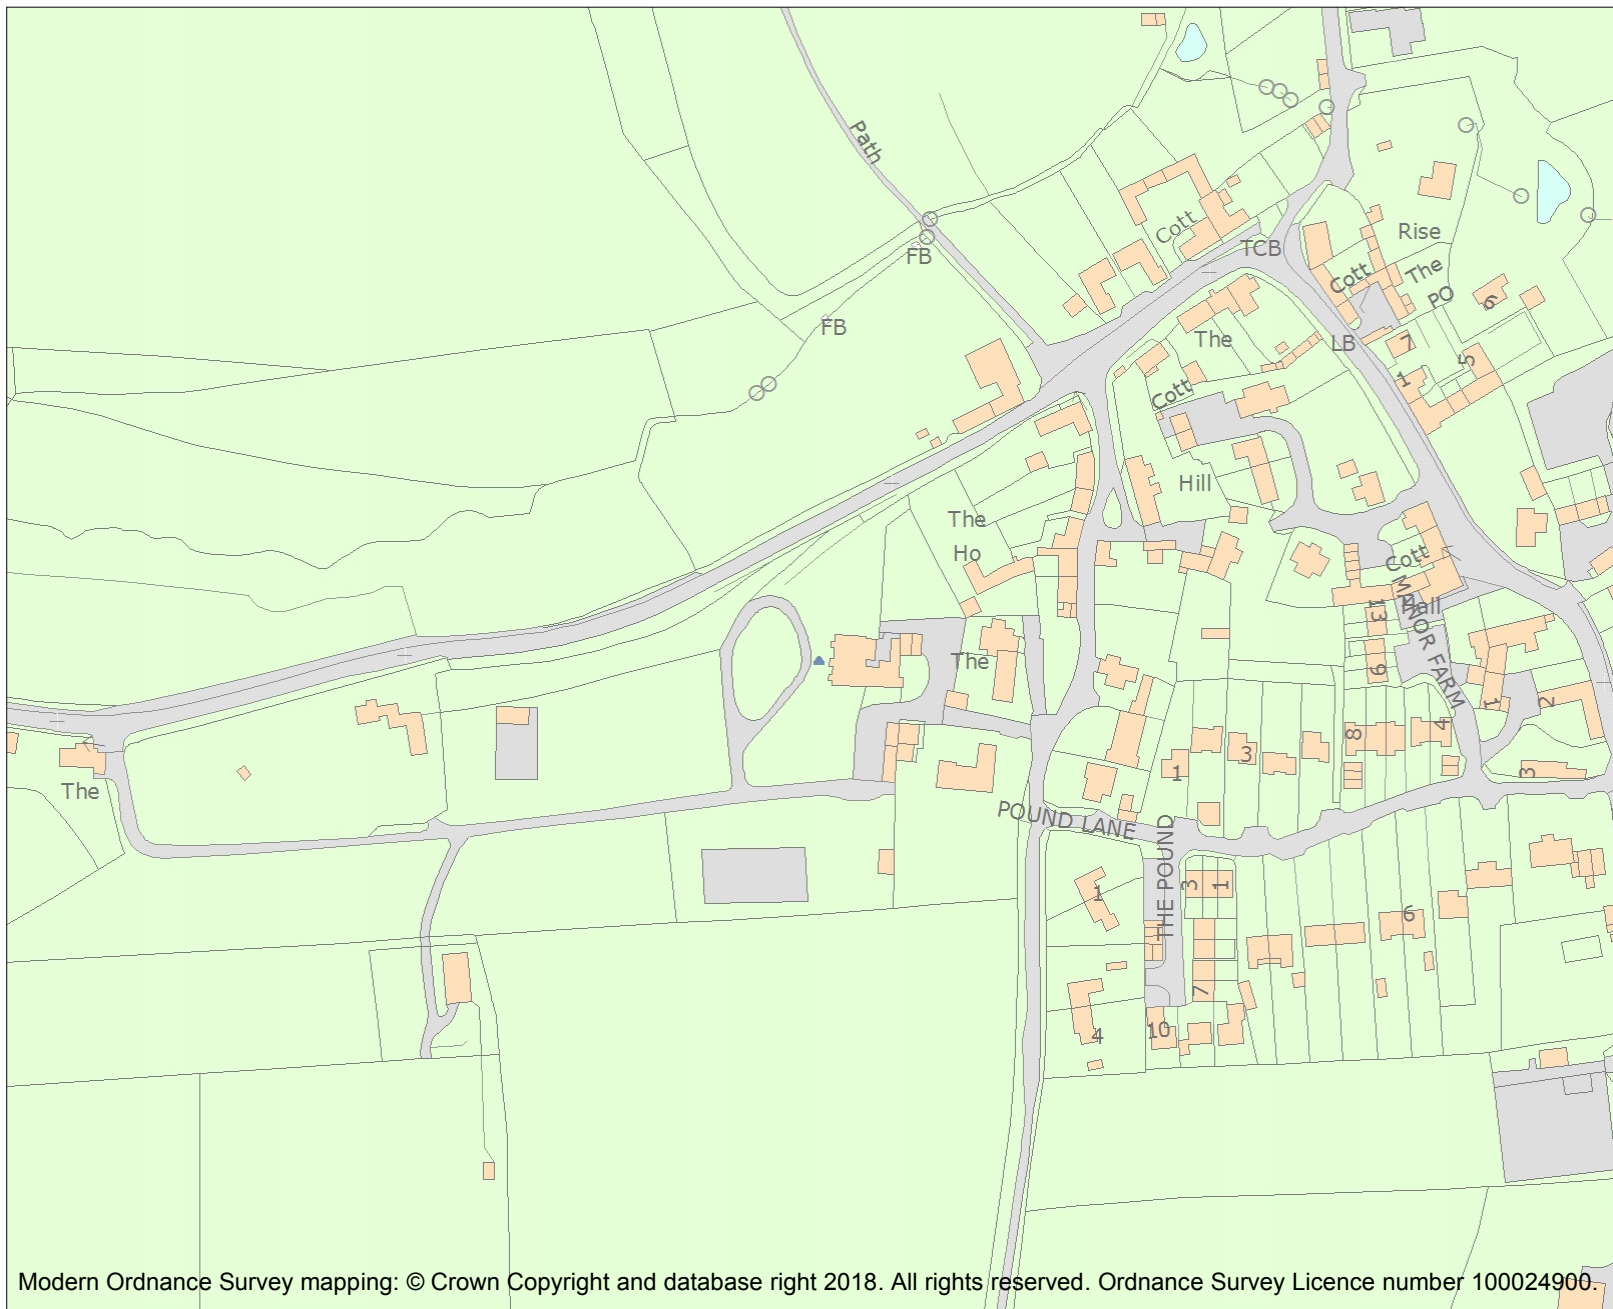 Path
Cott
TCB
Rise
FB
Cott
The
PO
6
FB
The
LB
7
5
1
Cott
Hill
The
Ho
Cott
Hall
13
MANOR FARM
The
6
1
2
4
8
3
1
The
3
POUND LANE
THE POUND
1
3
1
6
7
4
10
Modern Ordnance Survey mapping: © Crown Copyright and database right 2018. All rights reserved. Ordnance Survey Licence number 100024900.